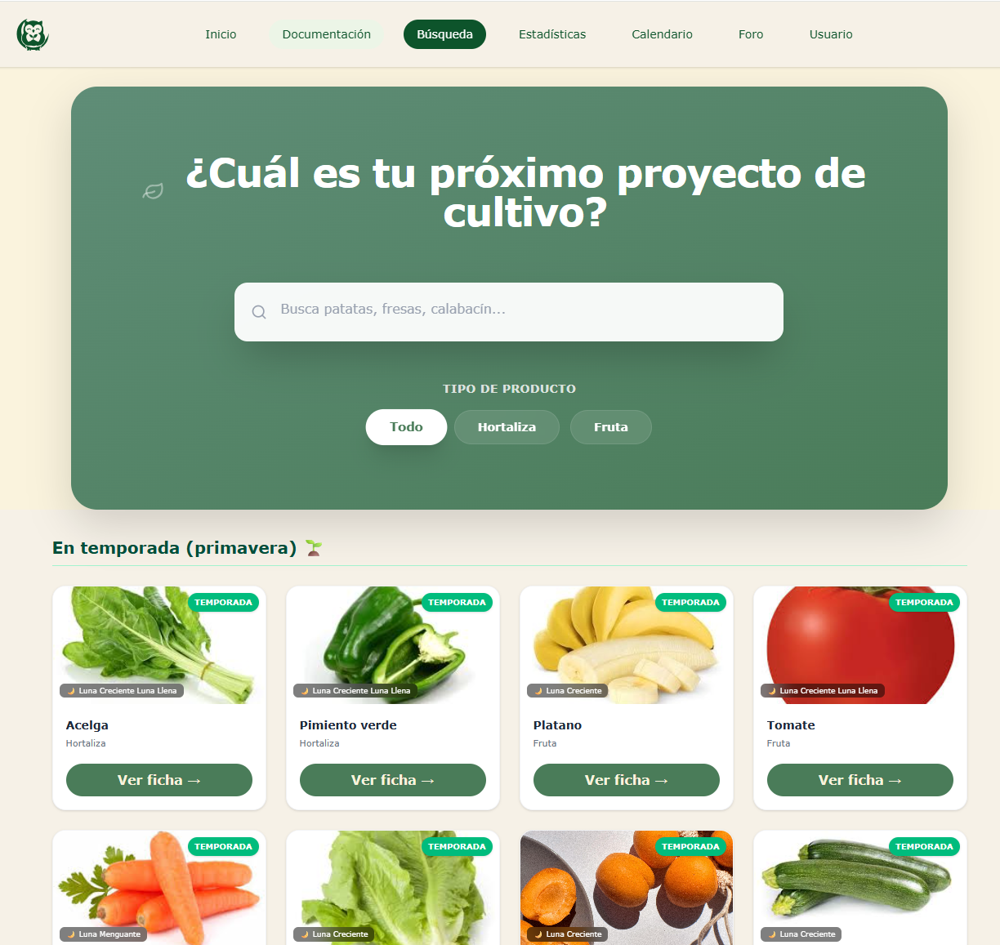 Inicio
Documentación
Búsqueda
Estadísticas
Calendario
Foro
Usuario
¿Cuál es tu próximo proyecto de
cultivo?
Busca patatas, fresas, calabacín...
TIPO DE PRODUCTO
Todo
Hortaliza
Fruta
En temporada (primavera)
TEMPORADA
Luna Creciente Luna Llena
Acelga
Hortaliza
Ver ficha →
TEMPORADA
Luna Creciente Luna Llena
Pimiento verde
Hortaliza
Ver ficha →
TEMPORADA
Luna Creciente
Platano
Fruta
Ver ficha →
TEMPORADA
Luna Creciente Luna Llena
Tomate
Fruta
Ver ficha →
TEMPORADA
Luna Menguante
TEMPORADA
Luna Creciente
TEMPORADA
Luna Creciente
TEMPORADA
Luna Creciente